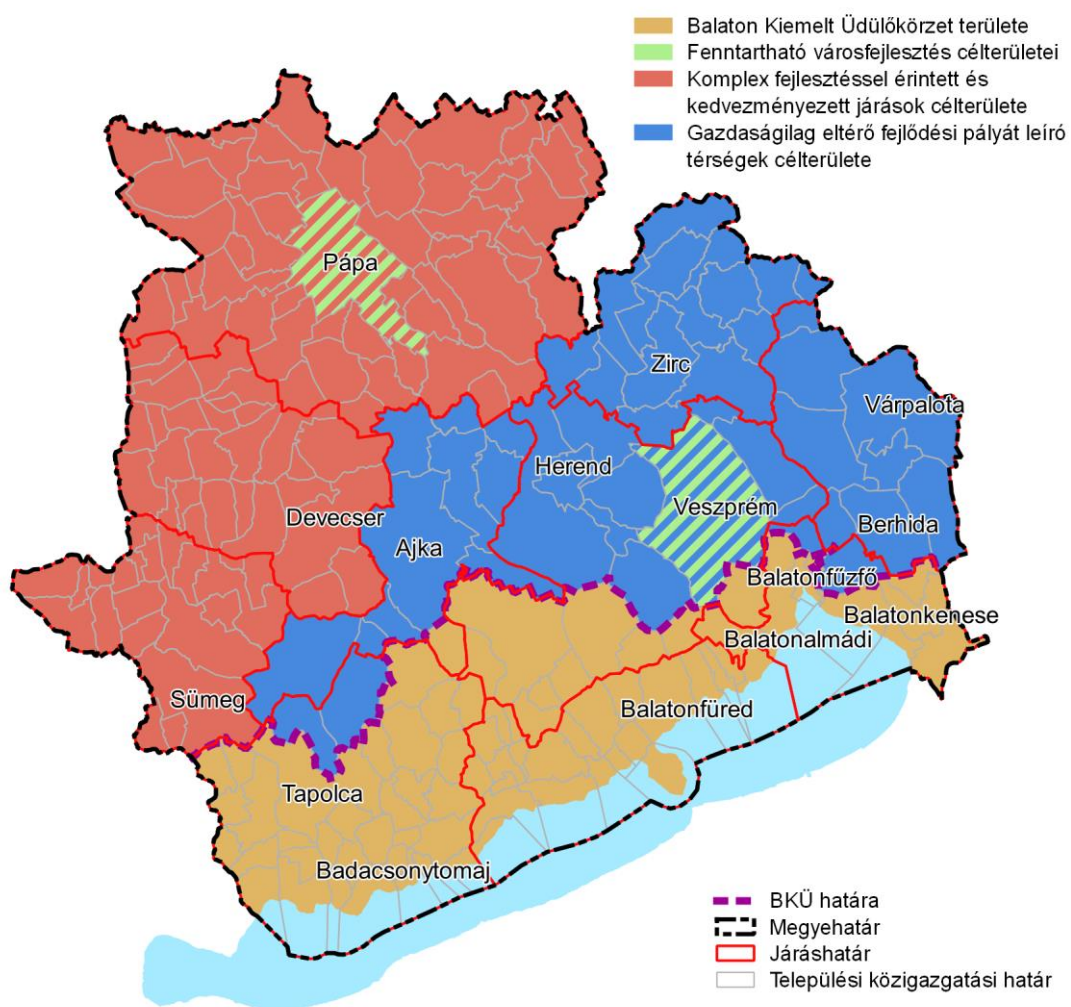 Balaton Kiemelt Üdülőkörzet területe
Fenntartható városfejlesztés célterületei
Komplex fejlesztéssel érintett és
kedvezményezett járások célterülete
Gazdaságilag eltérő fejlődési pályát leíró
térségek célterülete
Pápa
Zirc
Várpalota
Herend
Devecser
Veszprém
Ajka
Berhida
Balatonfűzfő
Balatonkenese
Balatonalmádi
Sümeg
Balatonfüred
Tapolca
Badacsonytomaj
BKÜ határa
Megyehatár
Járáshatár
Települési közigazgatási határ